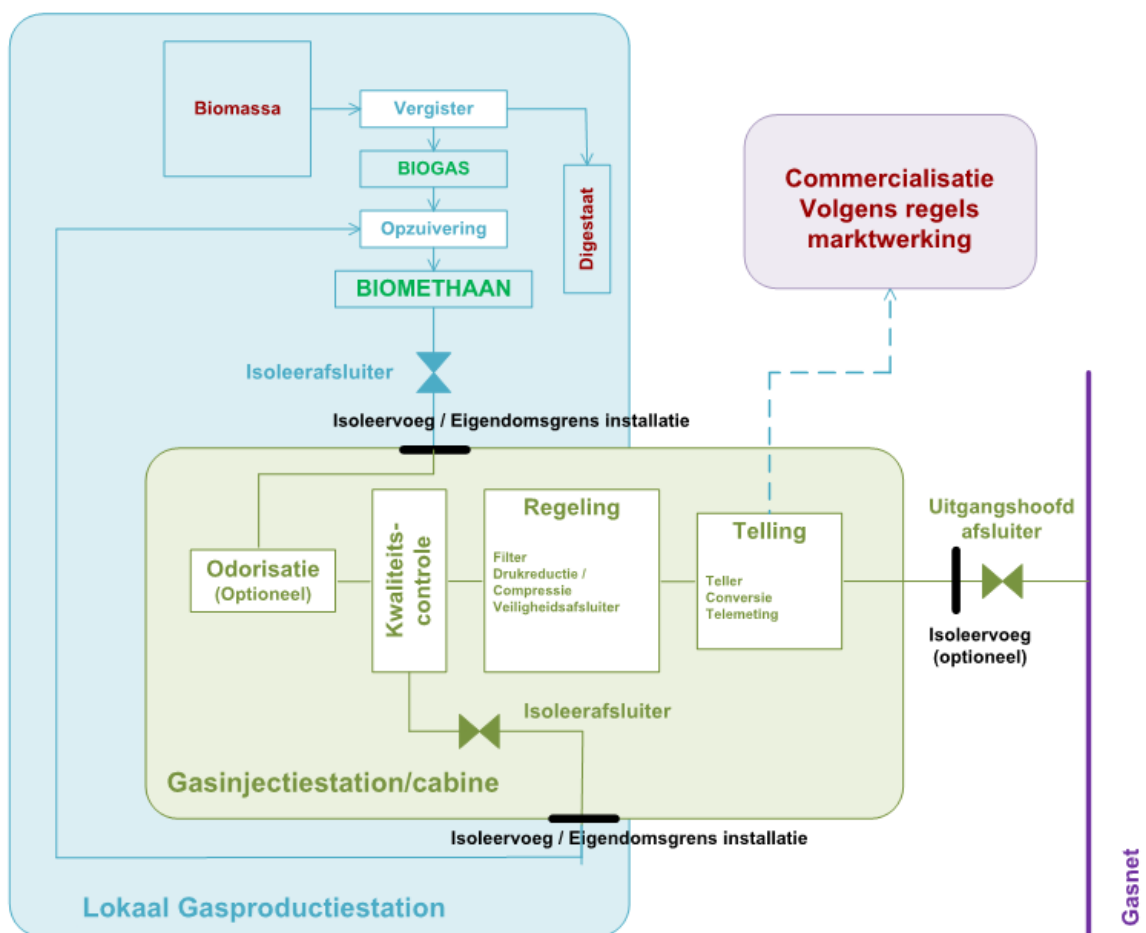 Biomassa
Vergister
BIOGAS
Opzuivering
BIOMETHAAN
Digestaat
Commercialisatie
Volgens regels
marktwerking
Isoleerafsluiter
Isoleervoeg / Eigendomsgrens installatie
Odorisatie
(Optioneel)
Kwaliteits-
controle
Regeling
Filter
Drukreductie /
Compressie
Veiligheidsafsluiter
Telling
Teller
Conversie
Telemeting
Uitgangshoofd
afsluiter
Isoleervoeg
(optioneel)
Isoleerafsluiter
Gasinjectiestation/cabine
Isoleervoeg / Eigendomsgrens installatie
Lokaal Gasproductiestation
Gasnet